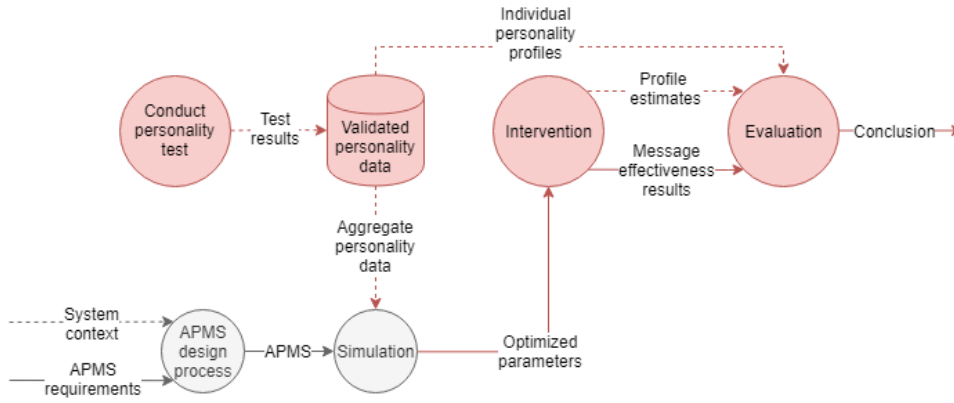 Individual
personality
profiles
Conduct
personality
test
Test
results
Validated
personality
data
Intervention
Profile
estimates
Message
effectiveness
results
Evaluation
Conclusion
Aggregate
personality
data
System
context
APMS
requirements
APMS
design
process
APMS
Simulation
Optimized
parameters